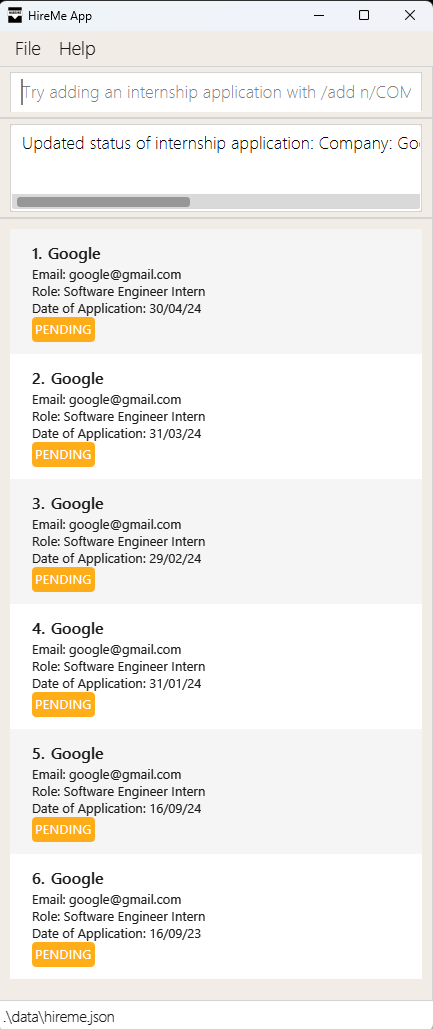 HireMe App
File Help
Try adding an internship application with /add n/COM
Updated status of internship application: Company: Go
1. Google
Email: google@gmail.com
Role: Software Engineer Intern
Date of Application: 30/04/24
PENDING
2. Google
Email: google@gmail.com
Role: Software Engineer Intern
Date of Application: 31/03/24
PENDING
3. Google
Email: google@gmail.com
Role: Software Engineer Intern
Date of Application: 29/02/24
PENDING
4. Google
Email: google@gmail.com
Role: Software Engineer Intern
Date of Application: 31/01/24
PENDING
5. Google
Email: google@gmail.com
Role: Software Engineer Intern
Date of Application: 16/09/24
PENDING
6. Google
Email: google@gmail.com
Role: Software Engineer Intern
Date of Application: 16/09/23
PENDING
.\data\hireme.json